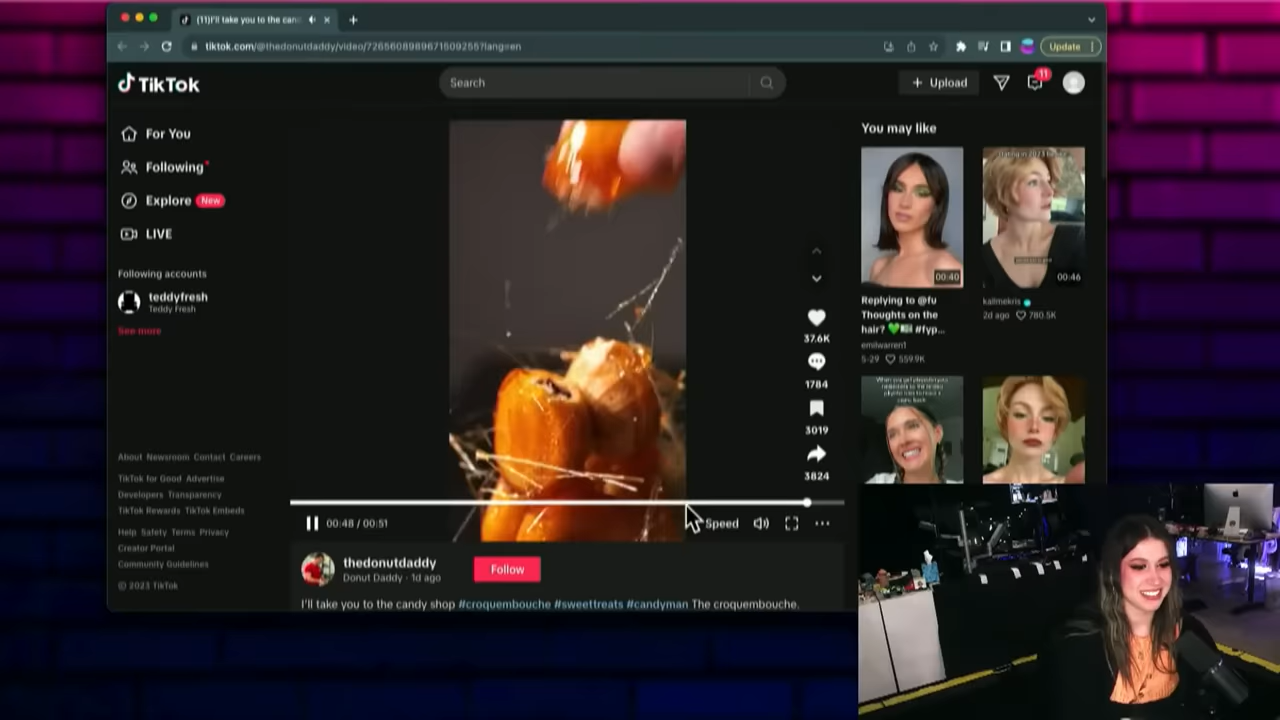 (11)I'll take you to the cand
tiktok.com/@thedonutdaddy/video/7265608989671509255?lang=en
Update
TikTok
Search
+ Upload
11
For You
Following
Explore New
LIVE
Following accounts
teddyfresh
Teddy Fresh
See more
About Newsroom Contact Careers
TikTok for Good Advertise
Developers Transparency
TikTok Rewards TikTok Embeds
Help Safety Terms Privacy
Creator Portal
Community Guidelines
© 2023 TikTok
37.6K
1784
3019
3824
00:48 / 00:51
Speed
thedonutdaddy
Donut Daddy · 1d ago
Follow
I'll take you to the candy shop #croquembouche #sweettreats #candyman The croquembouche.
You may like
00:40
Replying to @fu
Thoughts on the
hair? #fyp...
emilwarren1
5-29 559.9K
00:46
kallmekris
2d ago 780.5K